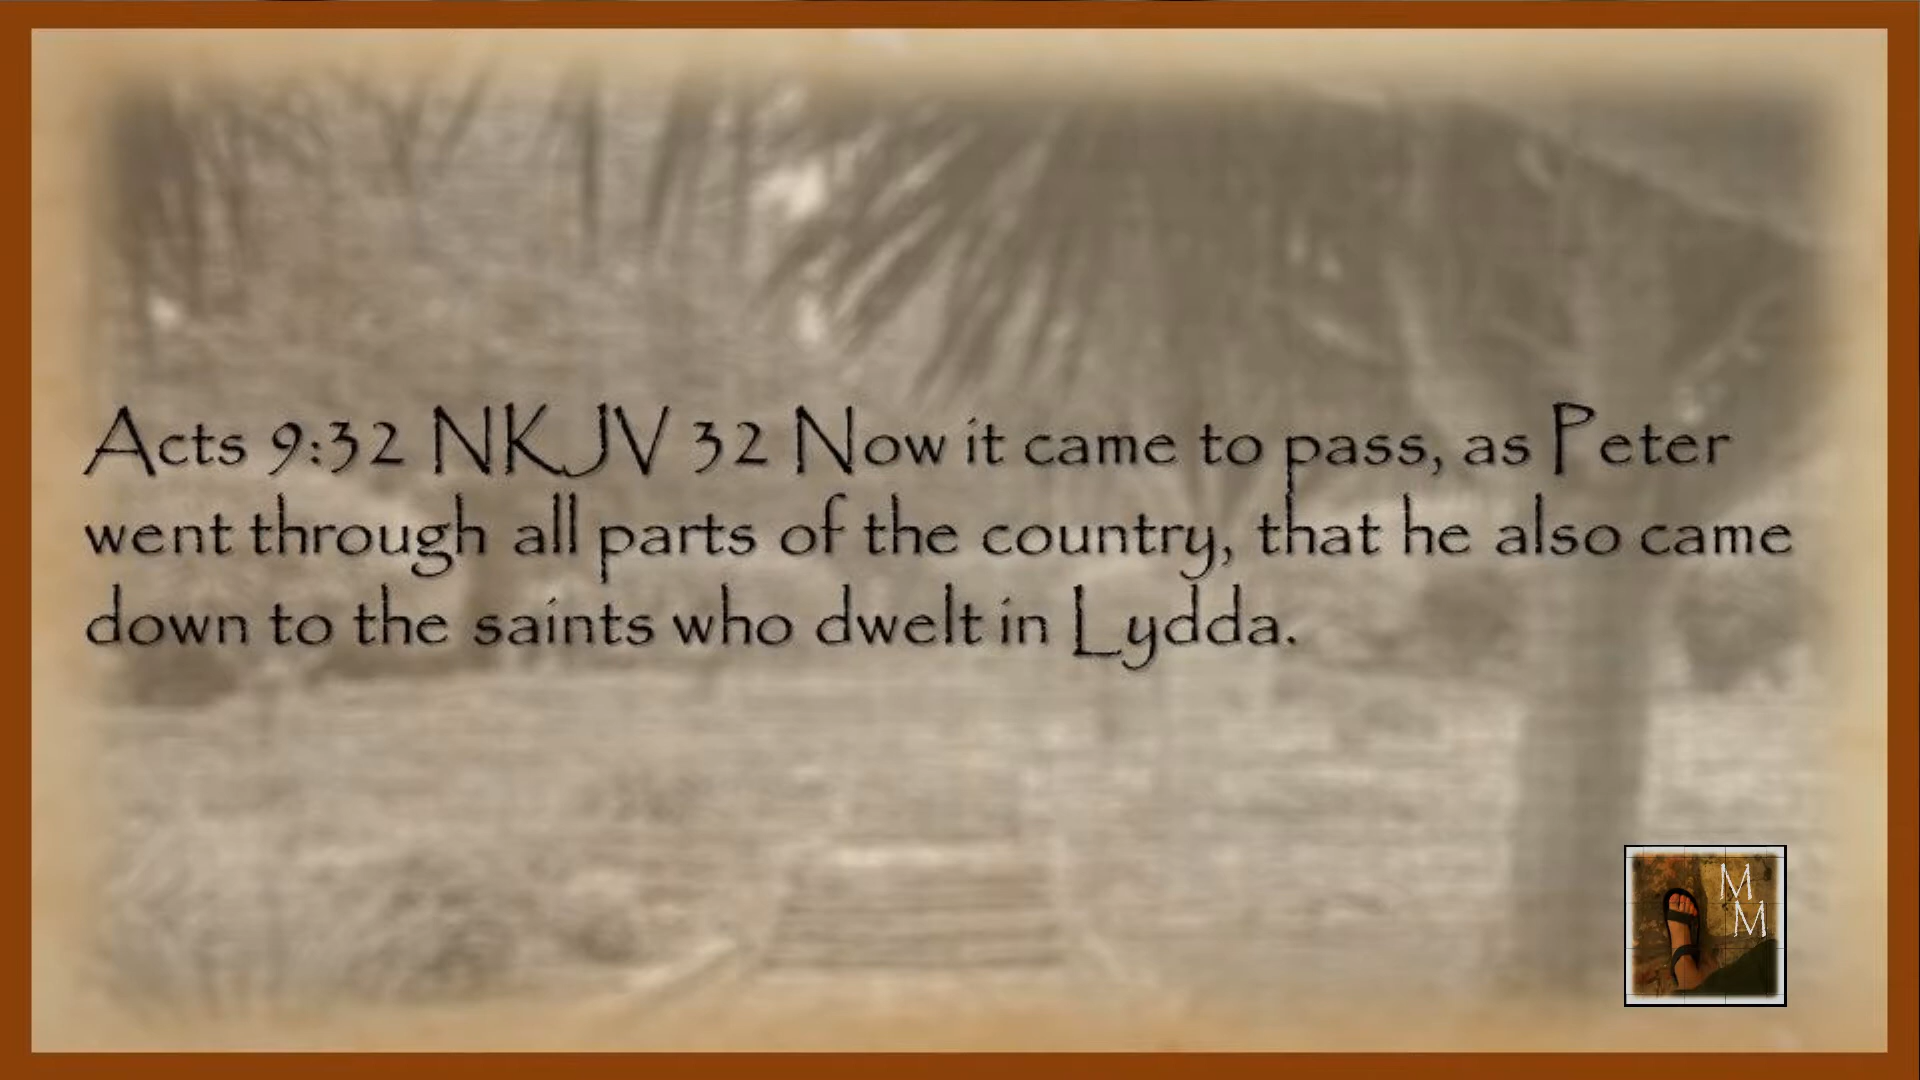 Acts 9:32 NKJV 32 Now it came to pass, as Peter
went through all parts of the country, that he also came
down to the saints who dwelt in Lydda.
M
M